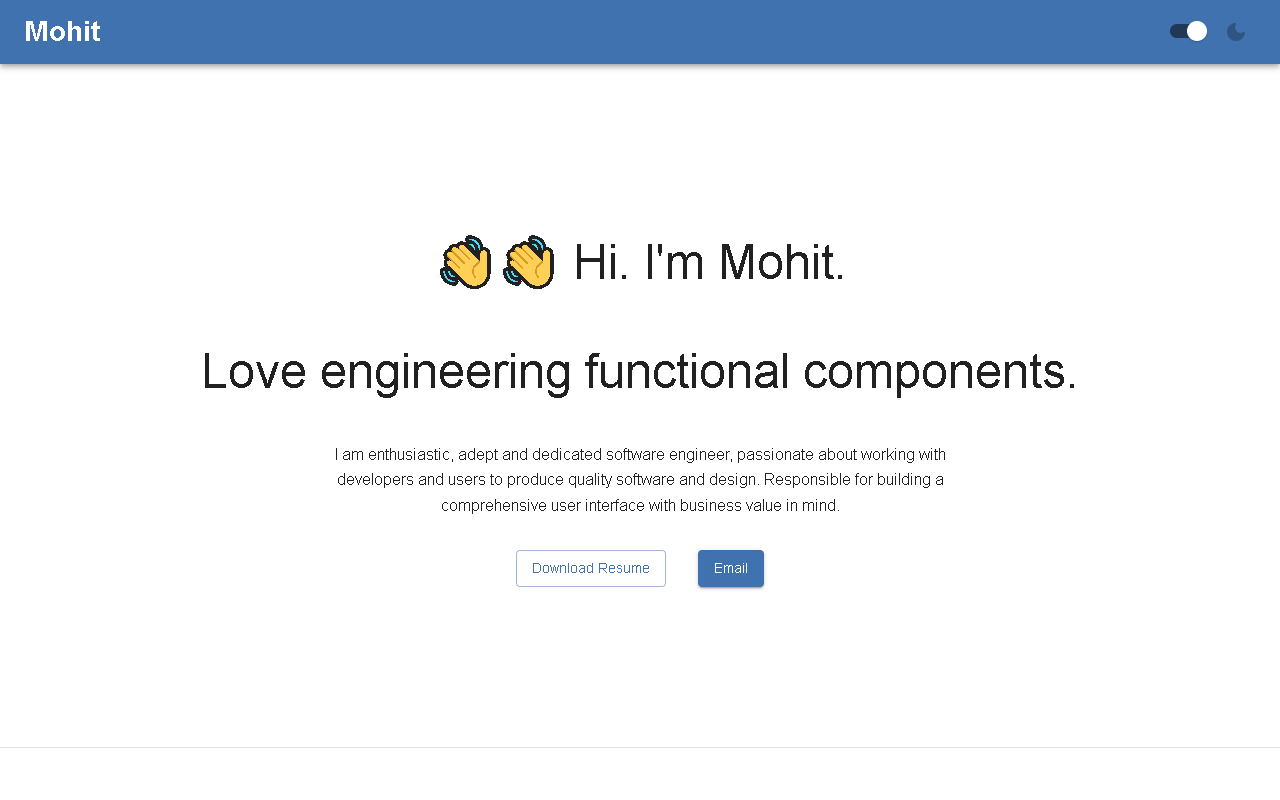 Mohit
👋👋 Hi. I'm Mohit.
Love engineering functional components.
I am enthusiastic, adept and dedicated software engineer, passionate about working with
developers and users to produce quality software and design. Responsible for building a
comprehensive user interface with business value in mind.
Download Resume
Email